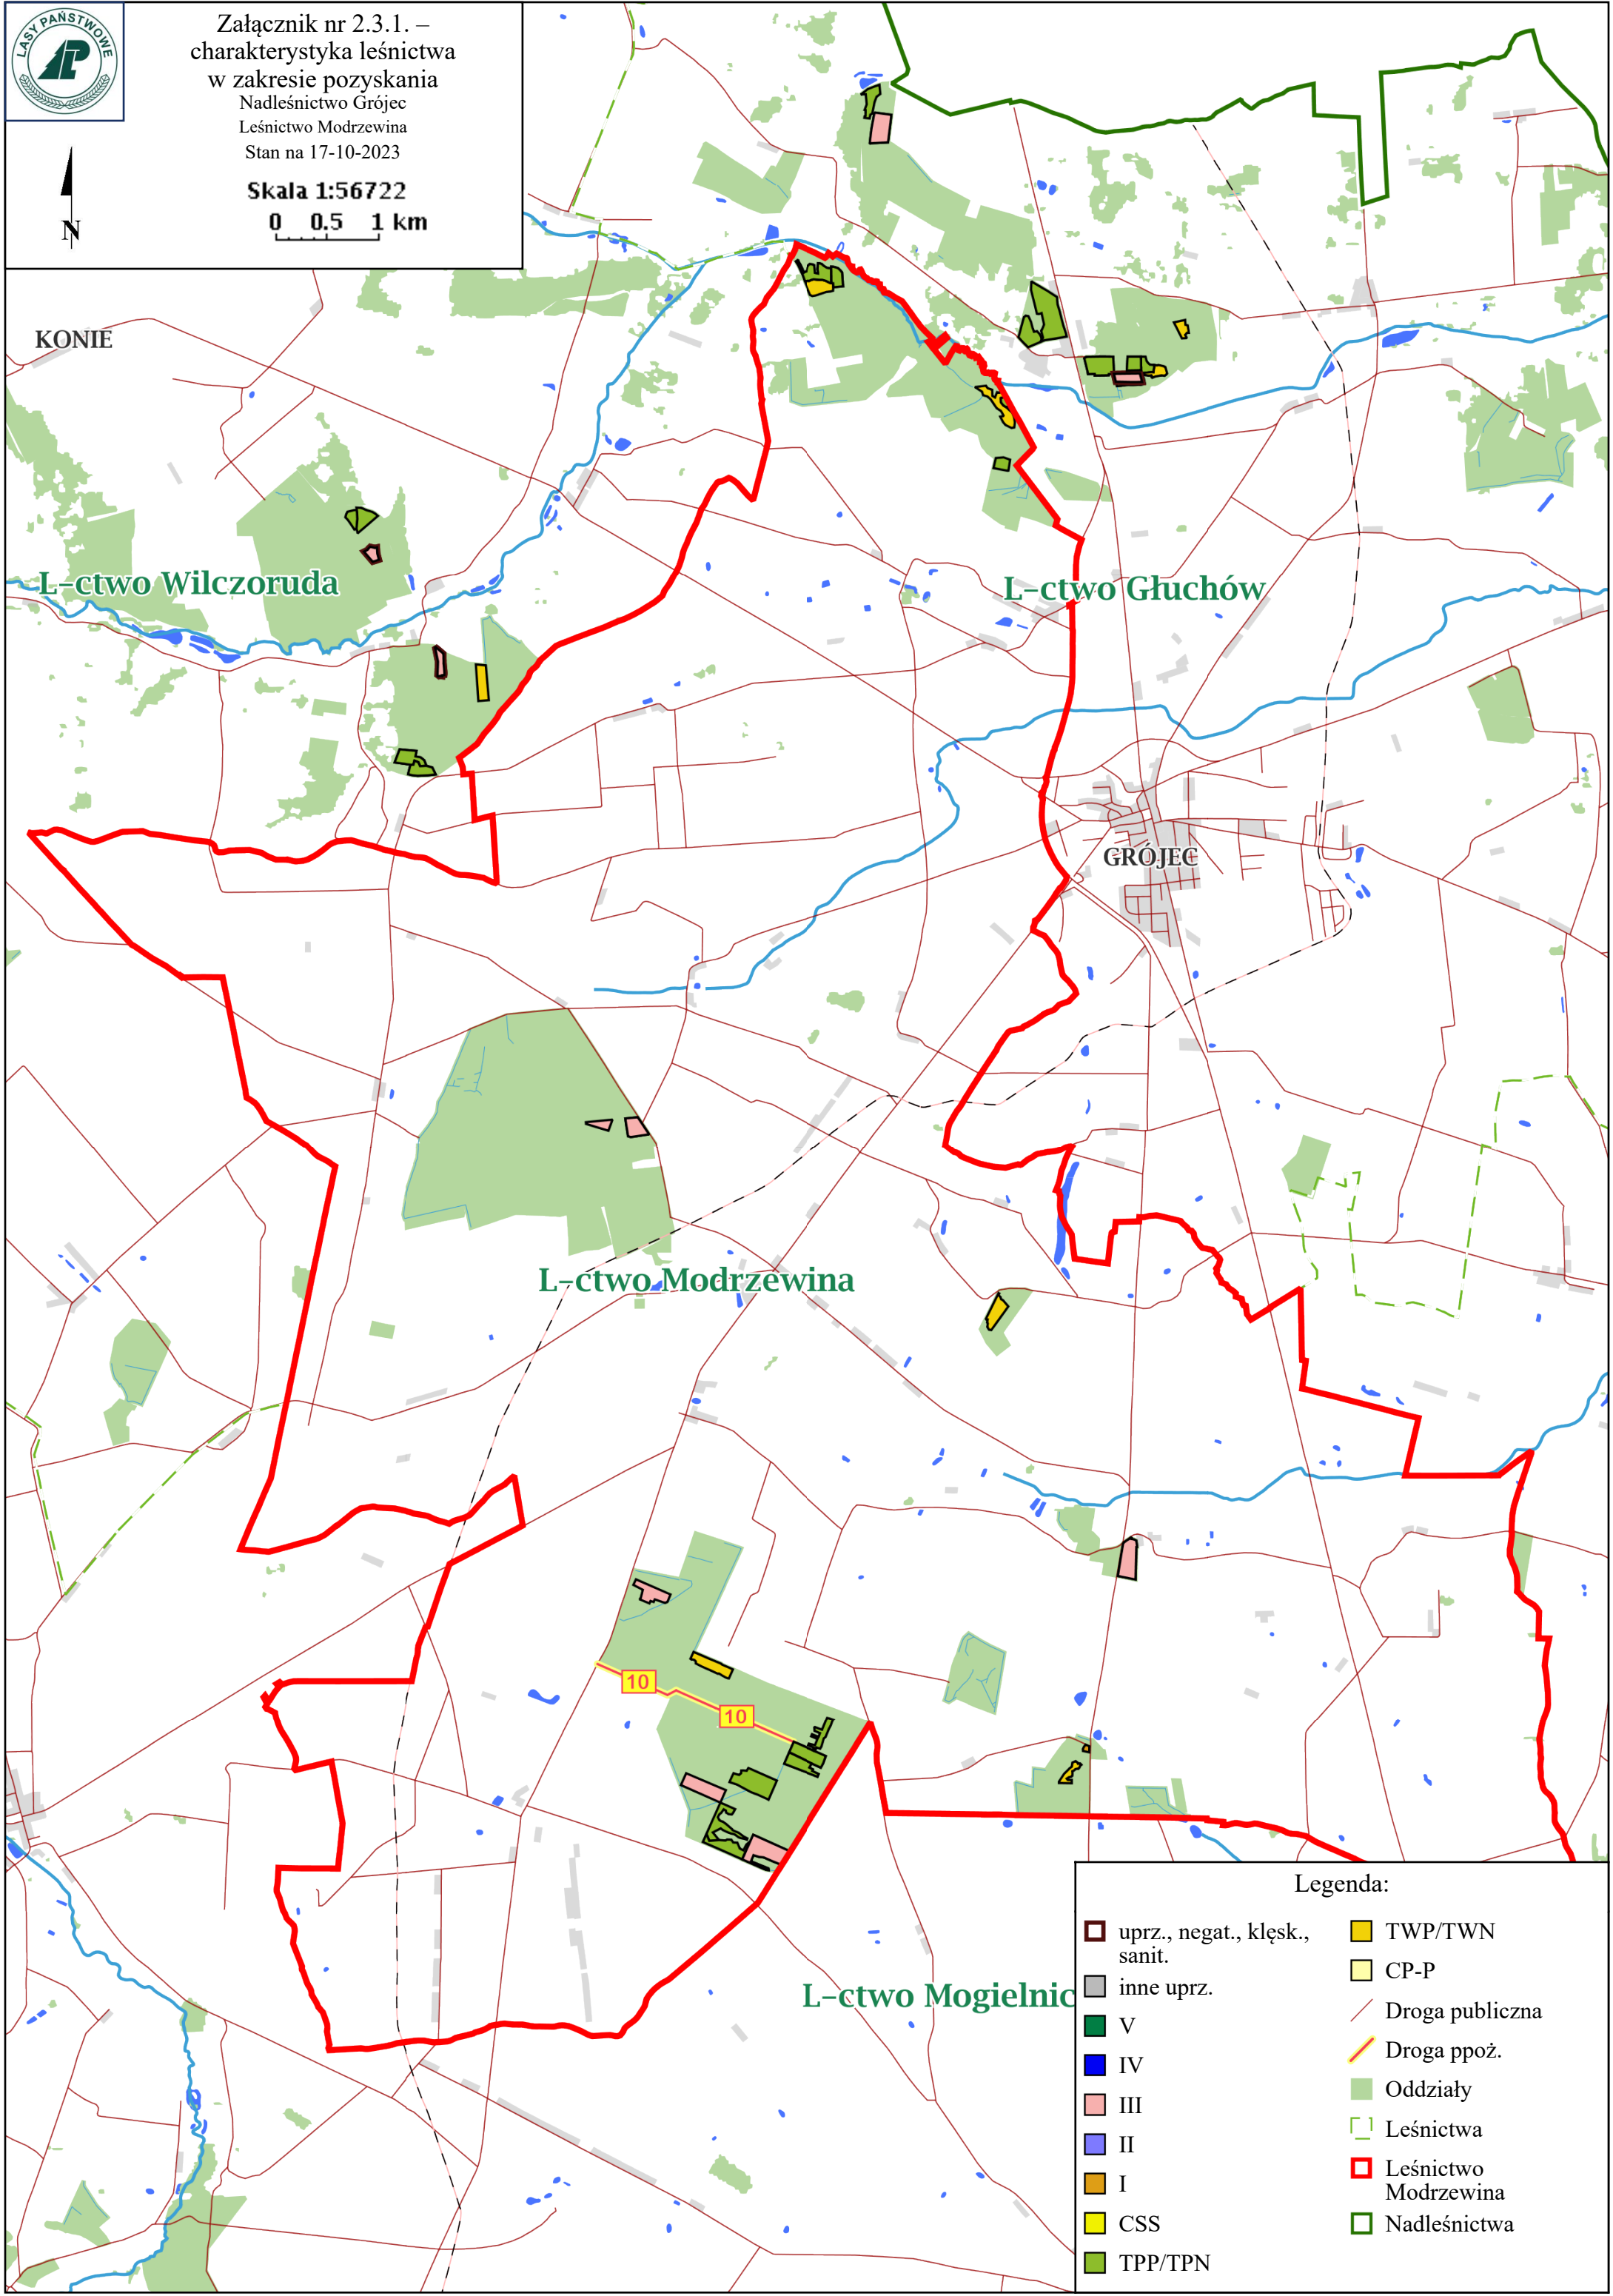 LASY PAŃSTWOWE
Załącznik nr 2.3.1. –
charakterystyka leśnictwa
w zakresie pozyskania
Nadleśnictwo Grójec
Leśnictwo Modrzewina
Stan na 17-10-2023
Skala 1:56722
0 0.5 1 km
N
KONIE
L-ctwo Wilczoruda
L-ctwo Głuchów
GRÓJEC
L-ctwo Modrzewina
10
10
L-ctwo Mogielnic
Legenda:
uprz., negat., klęsk.,
sanit.
inne uprz.
V
IV
III
II
I
CSS
TPP/TPN
TWP/TWN
CP-P
Droga publiczna
Droga ppoż.
Oddziały
Leśnictwa
Leśnictwo
Modrzewina
Nadleśnictwa